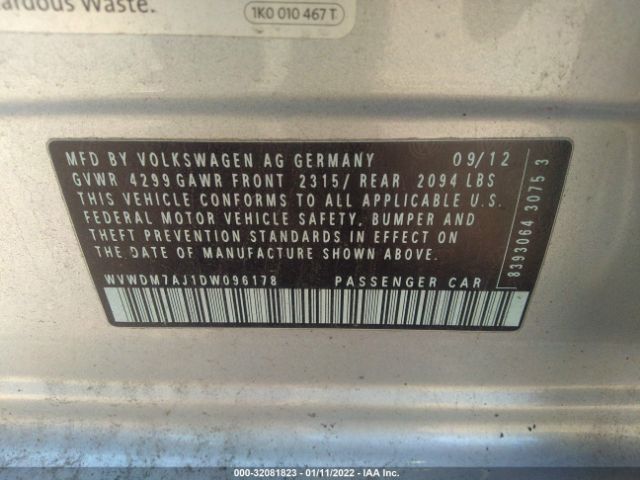 ardous Waste.
1K0 010 467 T
MFD BY VOLKSWAGEN AG GERMANY 09/12
GVWR 4299 GAWR FRONT 2315/ REAR 2094 LBS
THIS VEHICLE CONFORMS TO ALL APPLICABLE U.S.
FEDERAL MOTOR VEHICLE SAFETY, BUMPER AND
THEFT PREVENTION STANDARDS IN EFFECT ON
THE DATE OF MANUFACTURE SHOWN ABOVE.
WVWDM7AJ1DW096178 PASSENGER CAR
8393064 3075 3
000-32081823 - 01/11/2022 - IAA Inc.